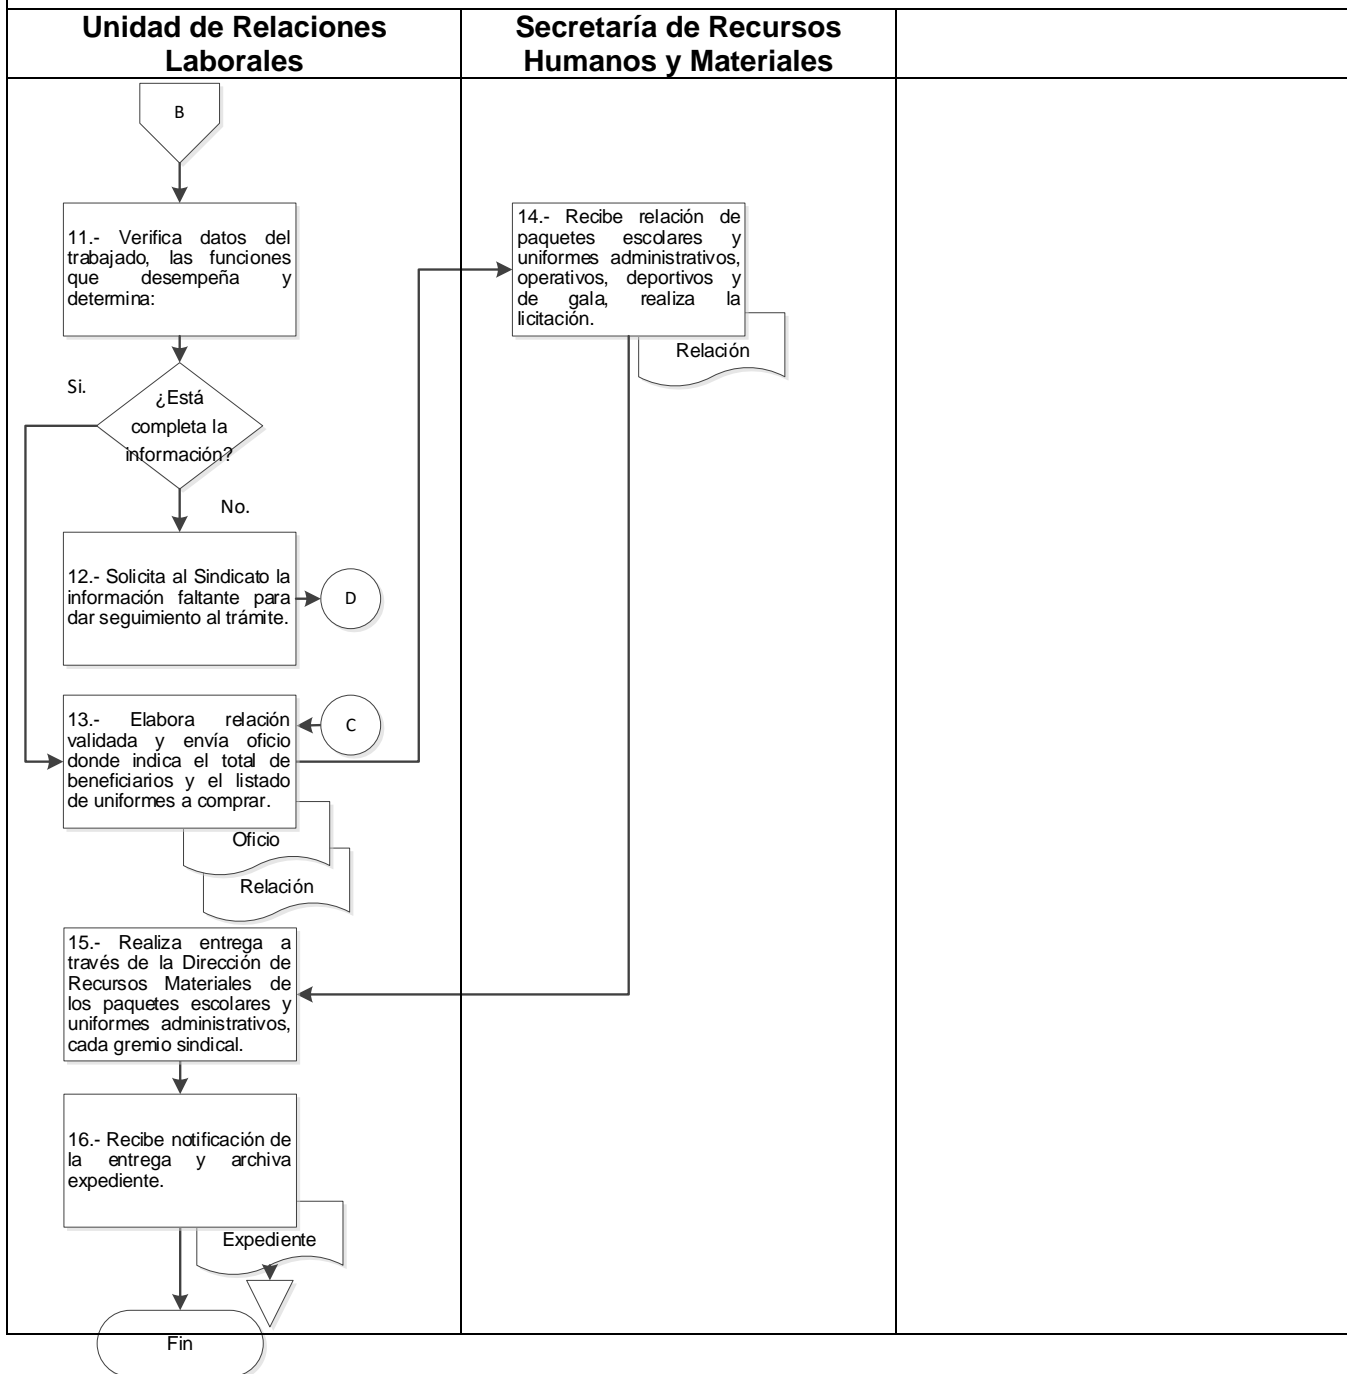 Unidad de Relaciones
Laborales
Secretaría de Recursos
Humanos y Materiales
B
11.- Verifica datos del
trabajado, las funciones
que desempeña y
determina:
Si.
¿Está
completa la
información?
No.
12.- Solicita al Sindicato la
información faltante para
dar seguimiento al trámite.
D
13.- Elabora relación
validada y envía oficio
donde indica el total de
beneficiarios y el listado
de uniformes a comprar.
C
Oficio
Relación
14.- Recibe relación de
paquetes escolares y
uniformes administrativos,
operativos, deportivos y
de gala, realiza la
licitación.
Relación
15.- Realiza entrega a
través de la Dirección de
Recursos Materiales de
los paquetes escolares y
uniformes administrativos,
cada gremio sindical.
16.- Recibe notificación de
la entrega y archiva
expediente.
Expediente
Fin